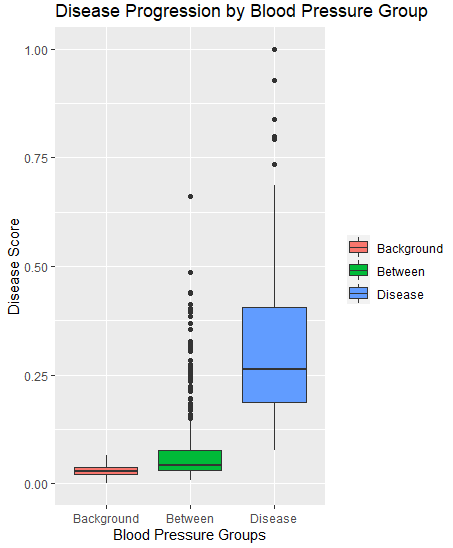 Disease Progression by Blood Pressure Group
1.00
0.75
0.50
0.25
0.00
Disease Score
Background
Between
Disease
Background Between Disease
Blood Pressure Groups